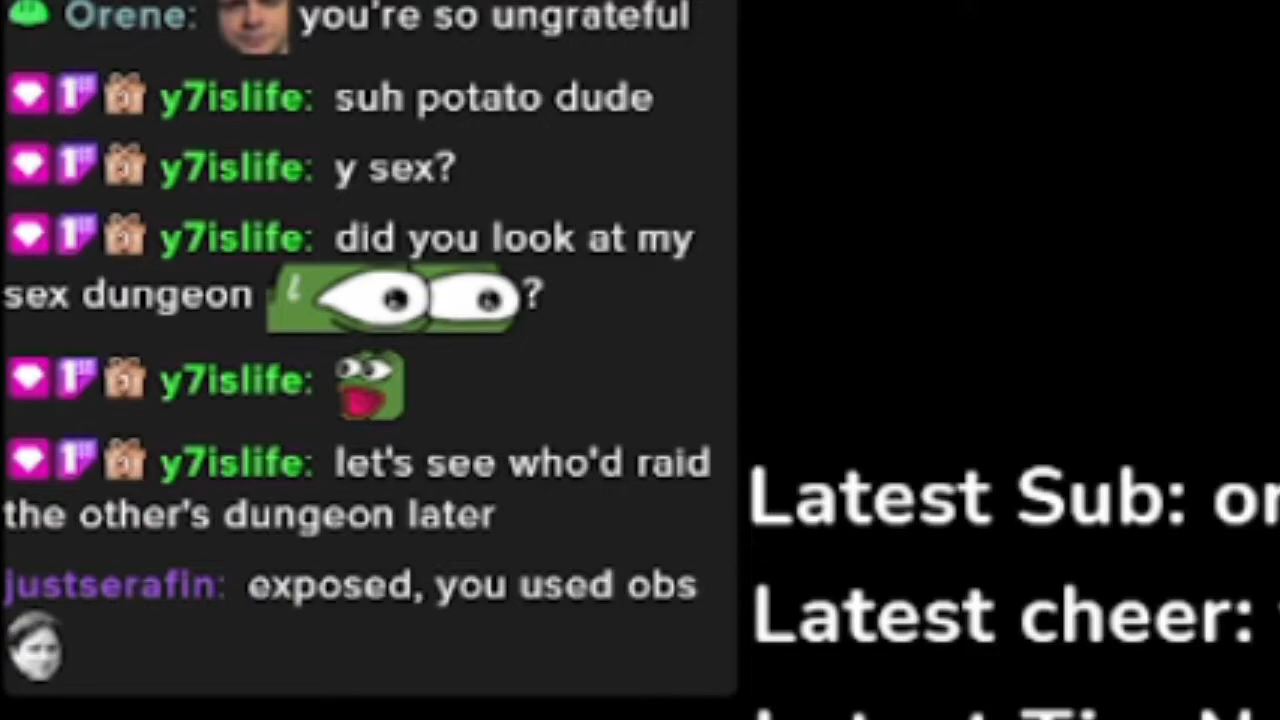 Orene: you're so ungrateful
y7islife: suh potato dude
y7islife: y sex?
y7islife: did you look at my
sex dungeon ?
y7islife:
y7islife: let's see who'd raid
the other's dungeon later
justserafin: exposed, you used obs
Latest Sub: or
Latest cheer: